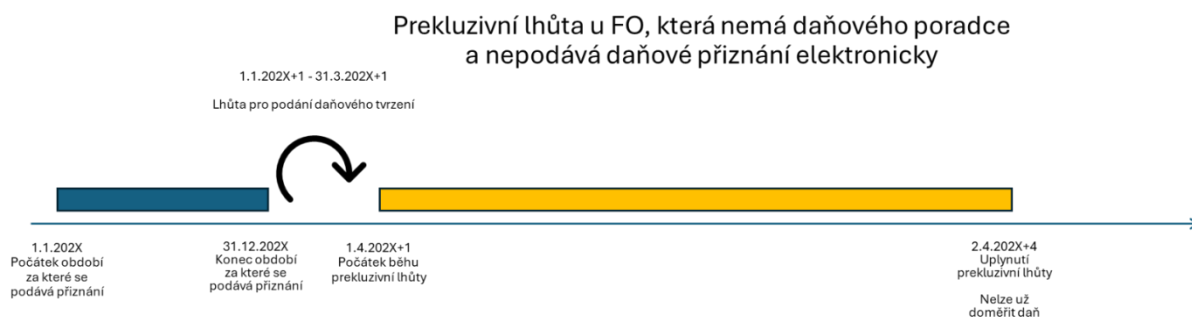 Prekluzivní lhůta u FO, která nemá daňového poradce
a nepodává daňové přiznání elektronicky
1.1.202X+1 - 31.3.202X+1
Lhůta pro podání daňového tvrzení
1.1.202X
Počátek období
za které se
podává přiznání
31.12.202X
Konec období
za které se
podává přiznání
1.4.202X+1
Počátek běhu
prekluzivní lhůty
2.4.202X+4
Uplynutí
prekluzivní lhůty
Nelze už
doměřit daň